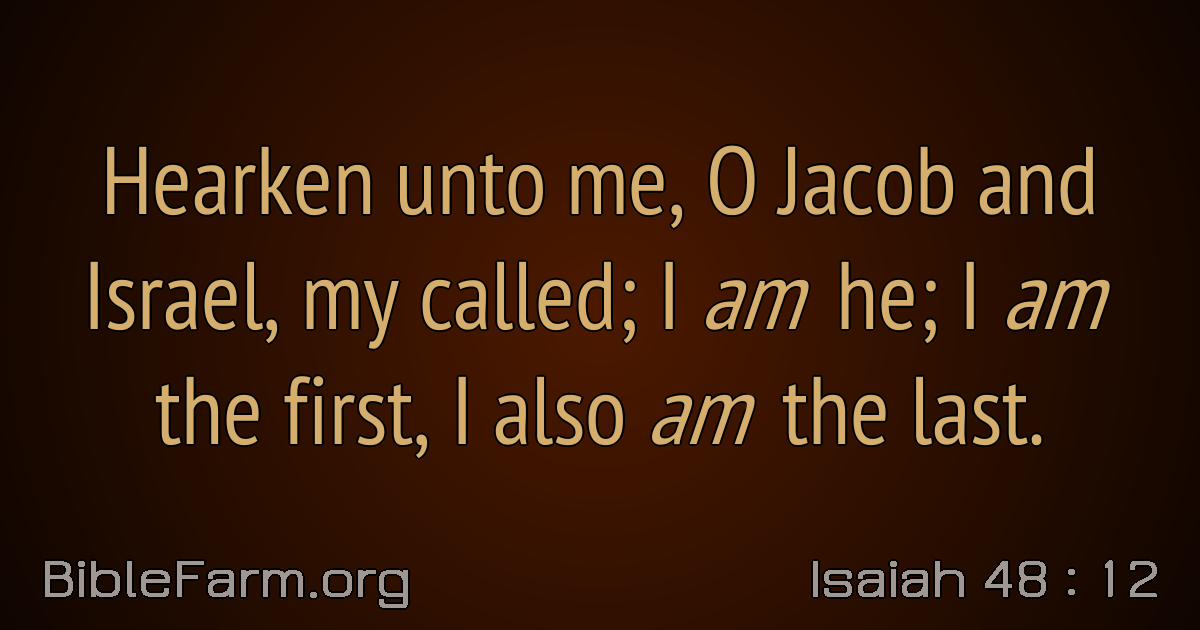 Hearken unto me, O Jacob and
Israel, my called; I am he; I am
the first, I also am the last.
BibleFarm.org
Isaiah 48 : 12